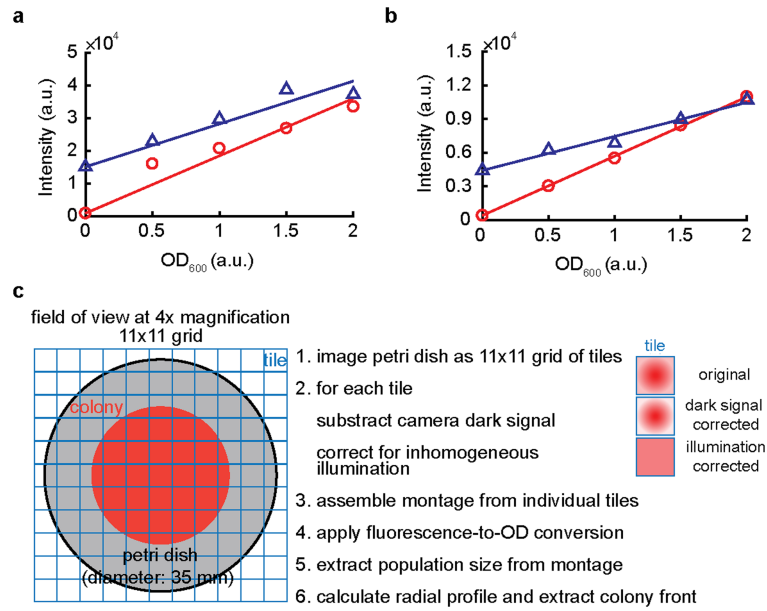 a
×10⁴
5
4
3
2
1
0
Intensity (a.u.)
0 0.5 1 1.5 2
OD₆₀₀ (a.u.)
b
×10⁴
1.5
1.2
0.9
0.6
0.3
0
Intensity (a.u.)
0 0.5 1 1.5 2
OD₆₀₀ (a.u.)
c
field of view at 4x magnification
11x11 grid
tile
colony
petri dish
(diameter: 35 mm)
1. image petri dish as 11x11 grid of tiles
2. for each tile
substract camera dark signal
correct for inhomogeneous
illumination
3. assemble montage from individual tiles
4. apply fluorescence-to-OD conversion
5. extract population size from montage
6. calculate radial profile and extract colony front
tile
original
dark signal
corrected
illumination
corrected